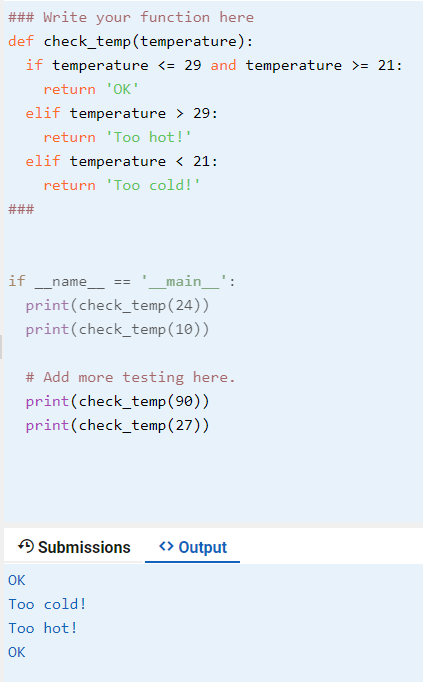 ### Write your function here
def check_temp(temperature):
  if temperature <= 29 and temperature >= 21:
    return 'OK'
  elif temperature > 29:
    return 'Too hot!'
  elif temperature < 21:
    return 'Too cold!'
###
if __name__ == '__main__':
  print(check_temp(24))
  print(check_temp(10))
  # Add more testing here.
  print(check_temp(90))
  print(check_temp(27))
Submissions <> Output
OK
Too cold!
Too hot!
OK